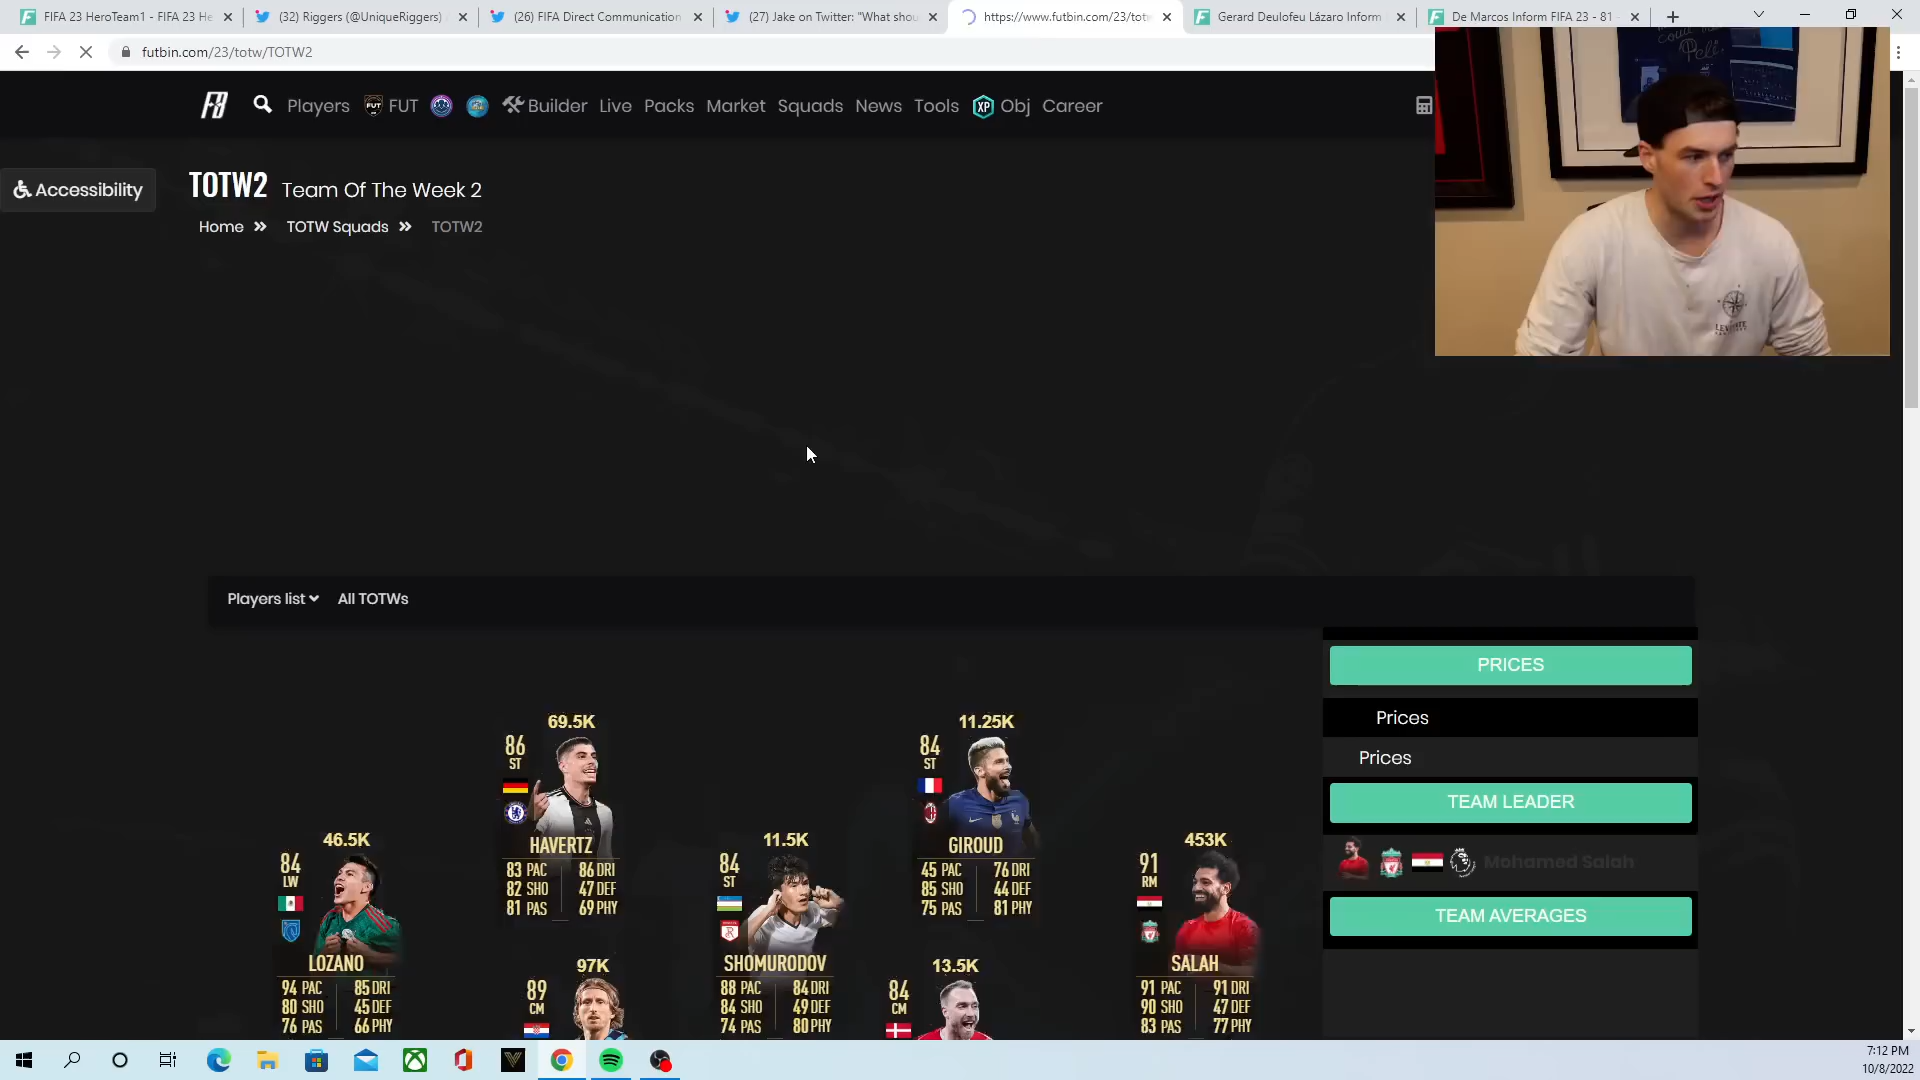 FIFA 23 HeroTeam1 - FIFA 23 He
(32) Riggers (@UniqueRiggers)
(26) FIFA Direct Communication
(27) Jake on Twitter: "What shou
https://www.futbin.com/23/totw
Gerard Deulofeu Lázaro Inform
De Marcos Inform FIFA 23 - 81
futbin.com/23/totw/TOTW2
Players FUT Builder Live Packs Market Squads News Tools XP Obj Career
Accessibility
TOTW2 Team Of The Week 2
Home » TOTW Squads » TOTW2
Players list All TOTWs
PRICES
Prices
Prices
TEAM LEADER
Mohamed Salah
TEAM AVERAGES
69.5K
86
ST
HAVERTZ
83 PAC 86 DRI
82 SHO 47 DEF
81 PAS 69 PHY
11.25K
84
ST
GIROUD
45 PAC 76 DRI
85 SHO 44 DEF
75 PAS 81 PHY
46.5K
84
LW
LOZANO
94 PAC 85 DRI
80 SHO 45 DEF
76 PAS 66 PHY
11.5K
84
ST
SHOMURODOV
88 PAC 84 DRI
84 SHO 49 DEF
74 PAS 80 PHY
453K
91
RM
SALAH
91 PAC 91 DRI
90 SHO 47 DEF
83 PAS 77 PHY
97K
89
CM
13.5K
84
CM
7:12 PM
10/8/2022